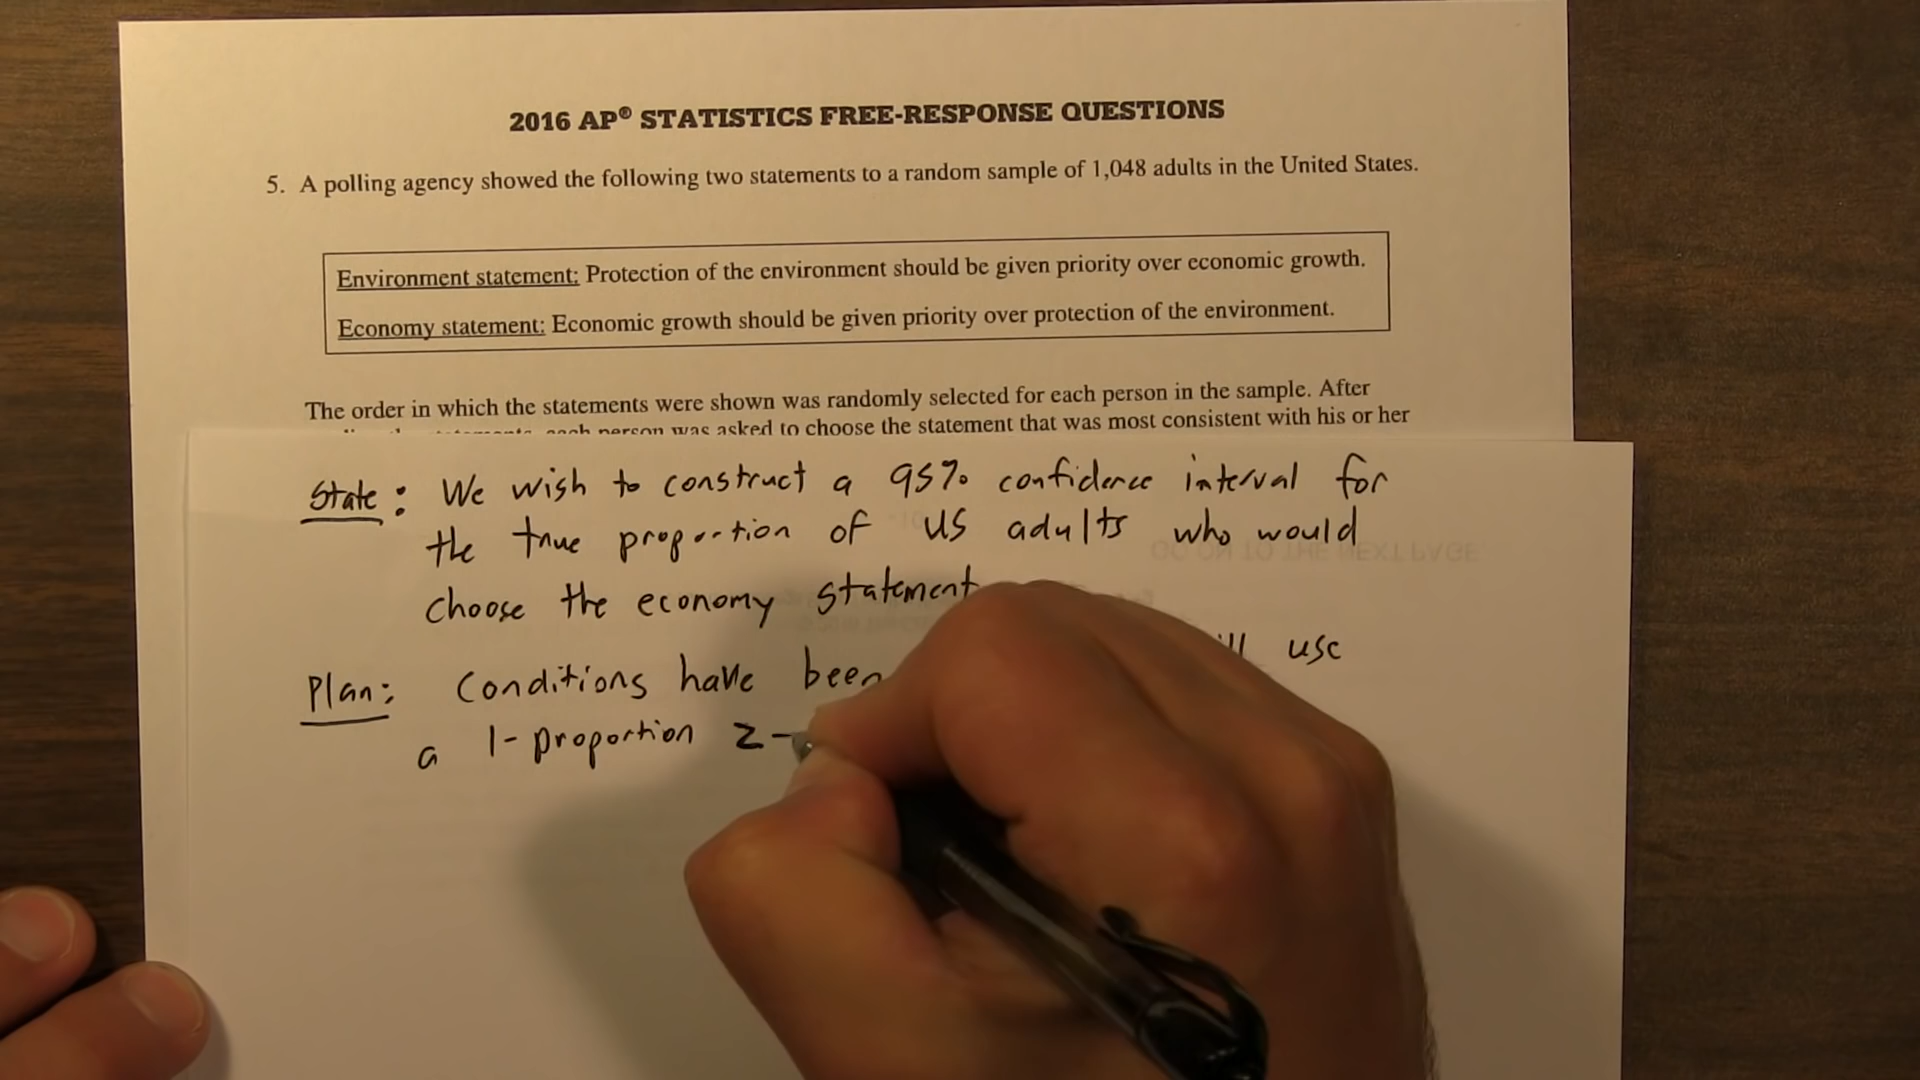 2016 AP® STATISTICS FREE-RESPONSE QUESTIONS
5. A polling agency showed the following two statements to a random sample of 1,048 adults in the United States.
Environment statement: Protection of the environment should be given priority over economic growth.
Economy statement: Economic growth should be given priority over protection of the environment.
The order in which the statements were shown was randomly selected for each person in the sample. After
each person was asked to choose the statement that was most consistent with his or her
State: We wish to construct a 95% confidence interval for
the true proportion of US adults who would
choose the economy statement
Plan: Conditions have been use
a 1-proportion z-